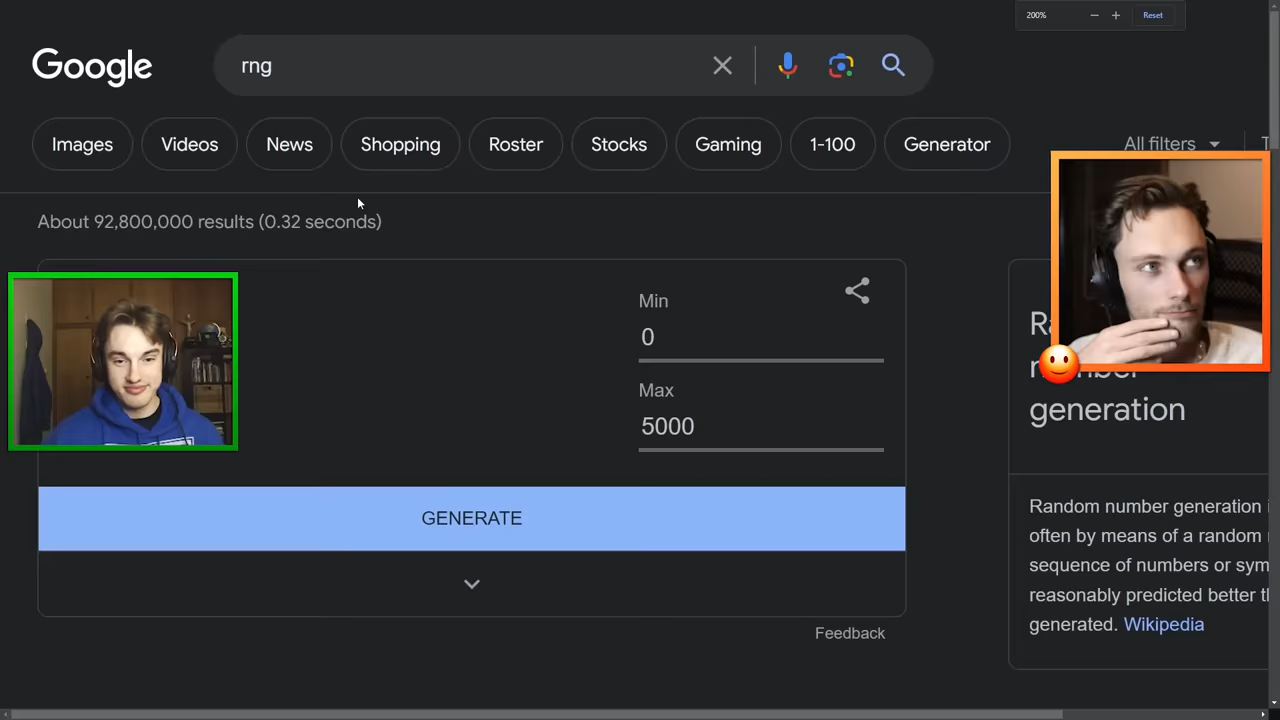 200%
Reset
Google
rng
Images
Videos
News
Shopping
Roster
Stocks
Gaming
1-100
Generator
All filters
About 92,800,000 results (0.32 seconds)
Min
0
Max
5000
GENERATE
Feedback
generation
Random number generation
often by means of a random
sequence of numbers or sym
reasonably predicted better
generated. Wikipedia